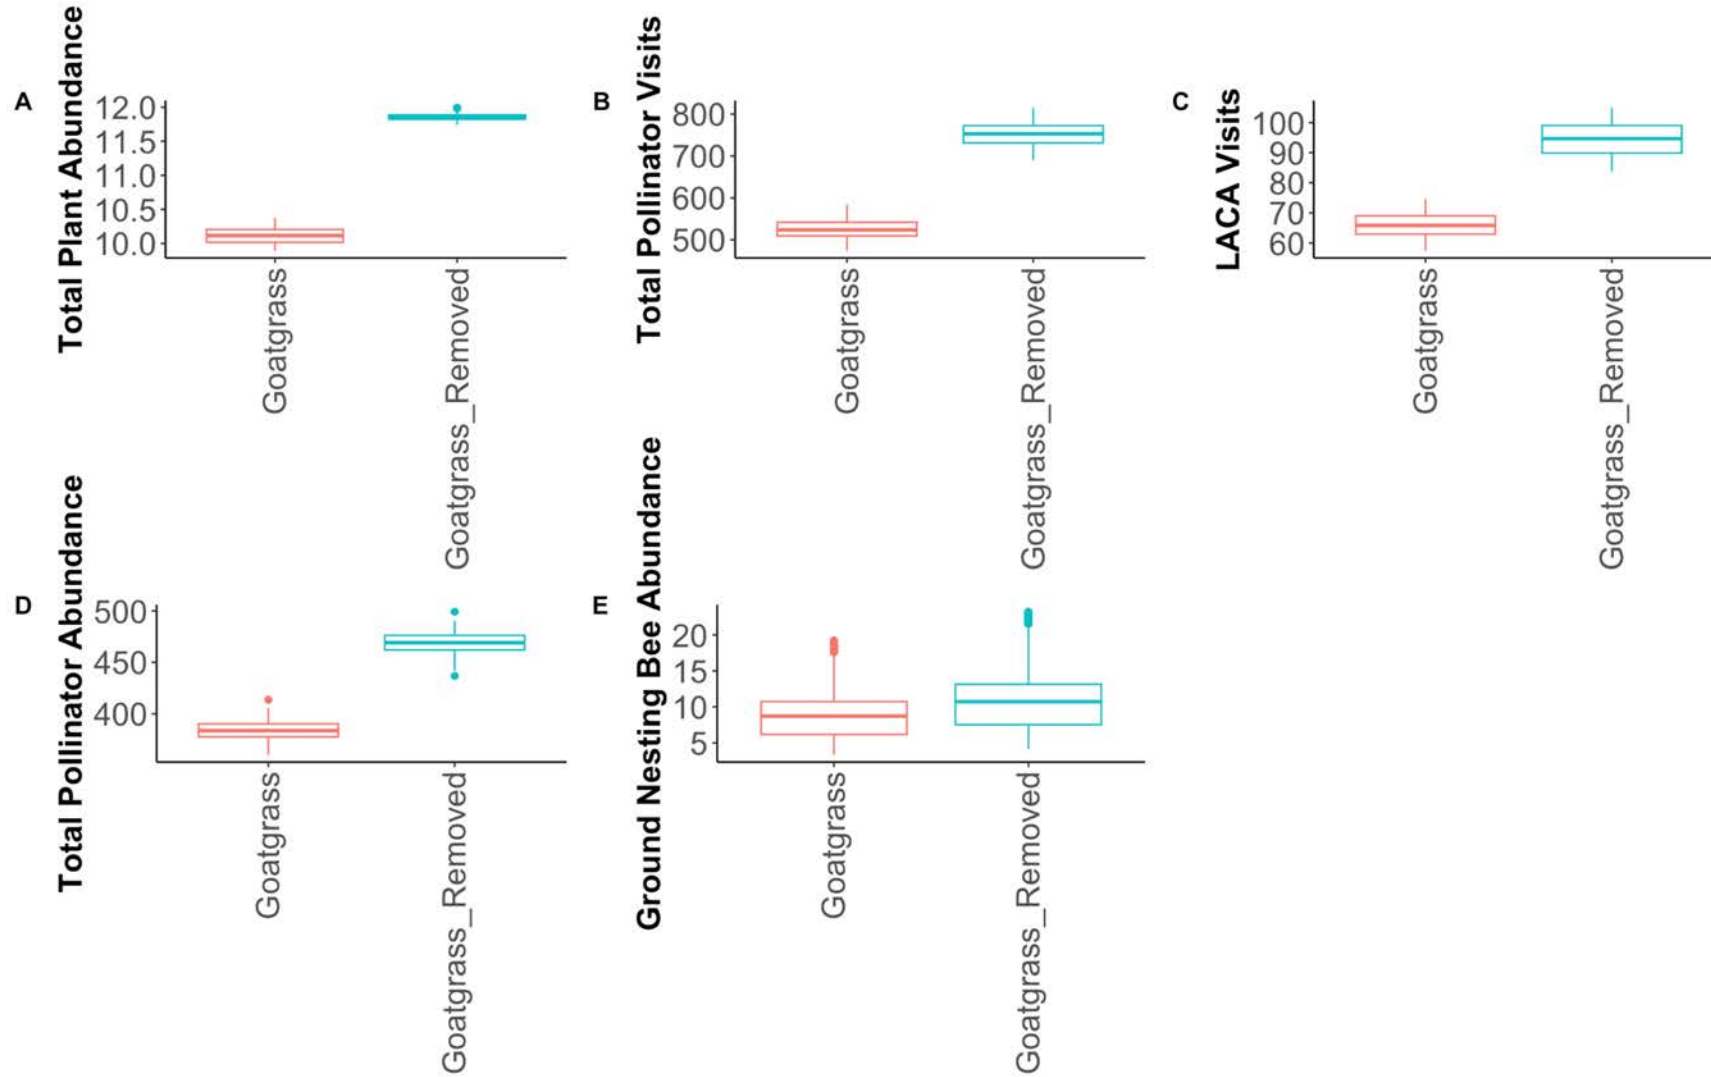 A
Total Plant Abundance
12.0
11.5
11.0
10.5
10.0
Goatgrass
Goatgrass_Removed
B
Total Pollinator Visits
800
700
600
500
Goatgrass
Goatgrass_Removed
C
LACA Visits
100
90
80
70
60
Goatgrass
Goatgrass_Removed
D
Total Pollinator Abundance
500
450
400
Goatgrass
Goatgrass_Removed
E
Ground Nesting Bee Abundance
20
15
10
5
Goatgrass
Goatgrass_Removed